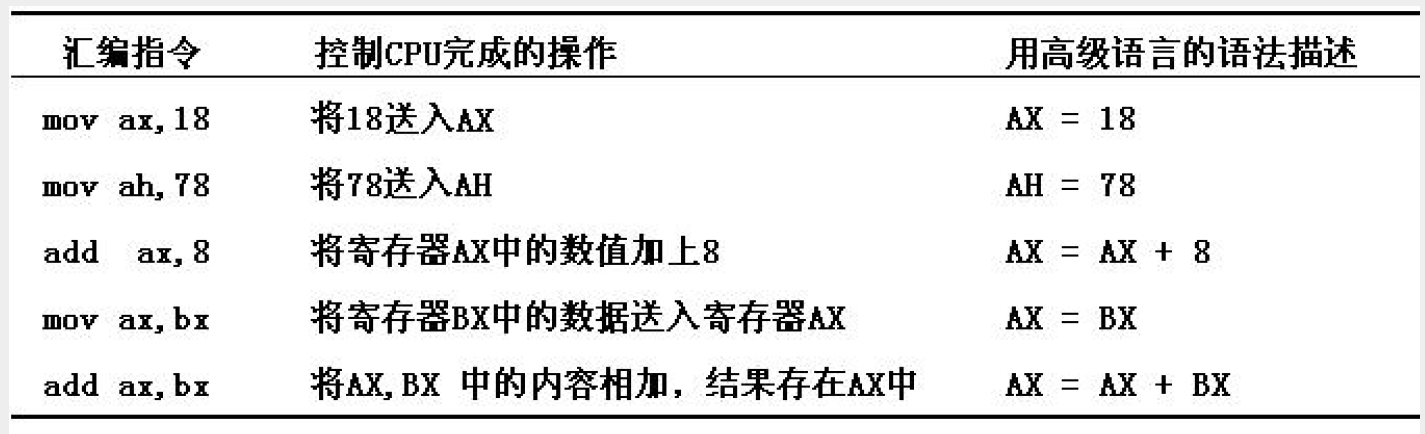 汇编指令 控制CPU完成的操作 用高级语言的语法描述
mov ax,18 将18送入AX AX = 18
mov ah,78 将78送入AH AH = 78
add ax,8 将寄存器AX中的数值加上8 AX = AX + 8
mov ax,bx 将寄存器BX中的数据送入寄存器AX AX = BX
add ax,bx 将AX,BX 中的内容相加，结果存在AX中 AX = AX + BX